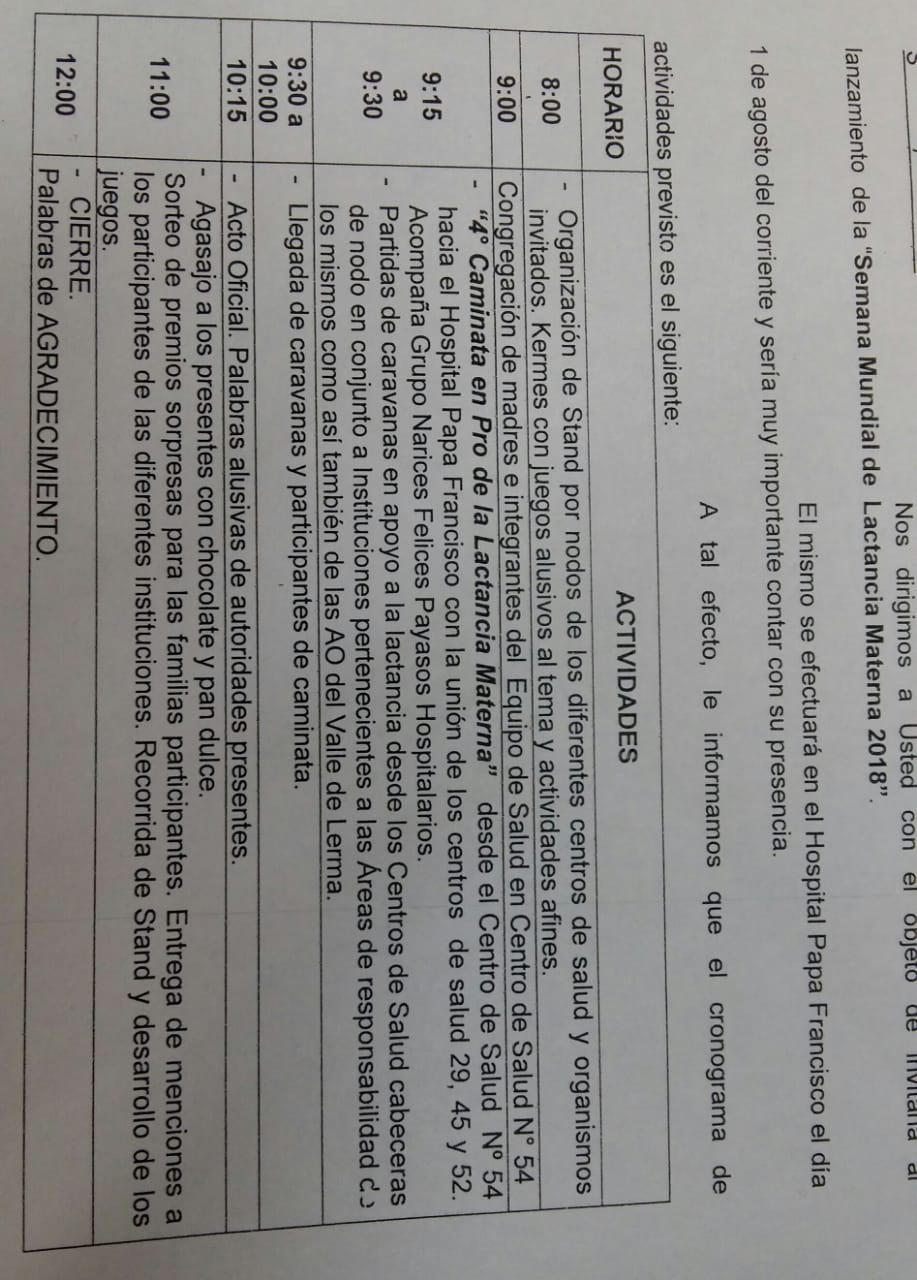 Nos dirigimos a Usted con el objeto de invitarla al
lanzamiento de la “Semana Mundial de Lactancia Materna 2018”.
El mismo se efectuará en el Hospital Papa Francisco el día
1 de agosto del corriente y sería muy importante contar con su presencia.
A tal efecto, le informamos que el cronograma de
actividades previsto es el siguiente:
HORARIO ACTIVIDADES
8:00
- Organización de Stand por nodos de los diferentes centros de salud y organismos
invitados. Kermes con juegos alusivos al tema y actividades afines.
9:00 Congregación de madres e integrantes del Equipo de Salud en Centro de Salud N° 54
9:15
a
9:30
- “4° Caminata en Pro de la Lactancia Materna” desde el Centro de Salud Nº 54
hacia el Hospital Papa Francisco con la unión de los centros de salud 29, 45 y 52.
Acompaña Grupo Narices Felices Payasos Hospitalarios.
- Partidas de caravanas en apoyo a la lactancia desde los Centros de Salud cabeceras
de nodo en conjunto a Instituciones pertenecientes a las Áreas de responsabilidad de
los mismos como así también de las AO del Valle de Lerma.
9:30 a
10:00
- Llegada de caravanas y participantes de caminata.
10:15 - Acto Oficial. Palabras alusivas de autoridades presentes.
11:00
- Agasajo a los presentes con chocolate y pan dulce.
Sorteo de premios sorpresas para las familias participantes. Entrega de menciones a
los participantes de las diferentes instituciones. Recorrida de Stand y desarrollo de los
juegos.
12:00
- CIERRE.
Palabras de AGRADECIMIENTO.